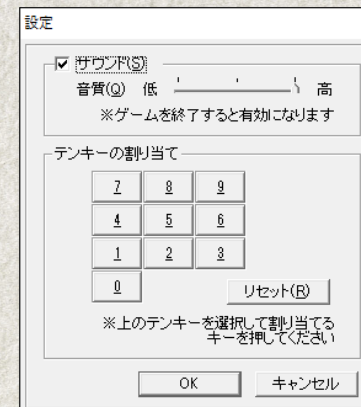 設定
サウンド(S)
音質(Q) 低 高
※ゲームを終了すると有効になります
テンキーの割り当て
7 8 9
4 5 6
1 2 3
0
リセット(R)
※上のテンキーを選択して割り当てる
キーを押してください
OK キャンセル